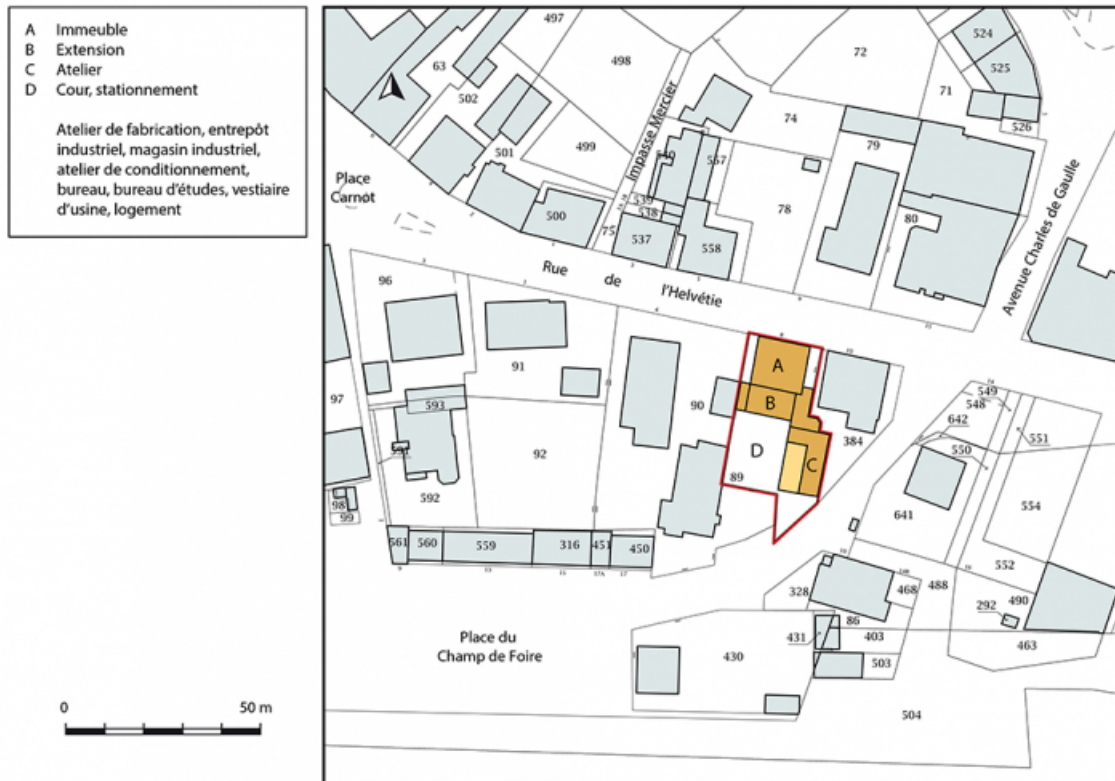 A Immeuble
B Extension
C Atelier
D Cour, stationnement
Atelier de fabrication, entrepôt
industriel, magasin industriel,
atelier de conditionnement,
bureau, bureau d'études, vestiaire
d'usine, logement
0 50 m
497
498
72
524
525
63
502
71
526
74
501
499
Impasse Mercier
557
79
Place
Carnot
539
538
78
80
500
75
537
558
Avenue Charles de Gaulle
Rue de l'Helvétie
96
A
91
97
593
90
B
384
549
548
642
551
550
591
92
D
C
89
592
641
554
561
560
559
316
451
450
552
328
468
488
490
292
86
431
403
463
Place du
Champ de Foire
430
503
504
98
99